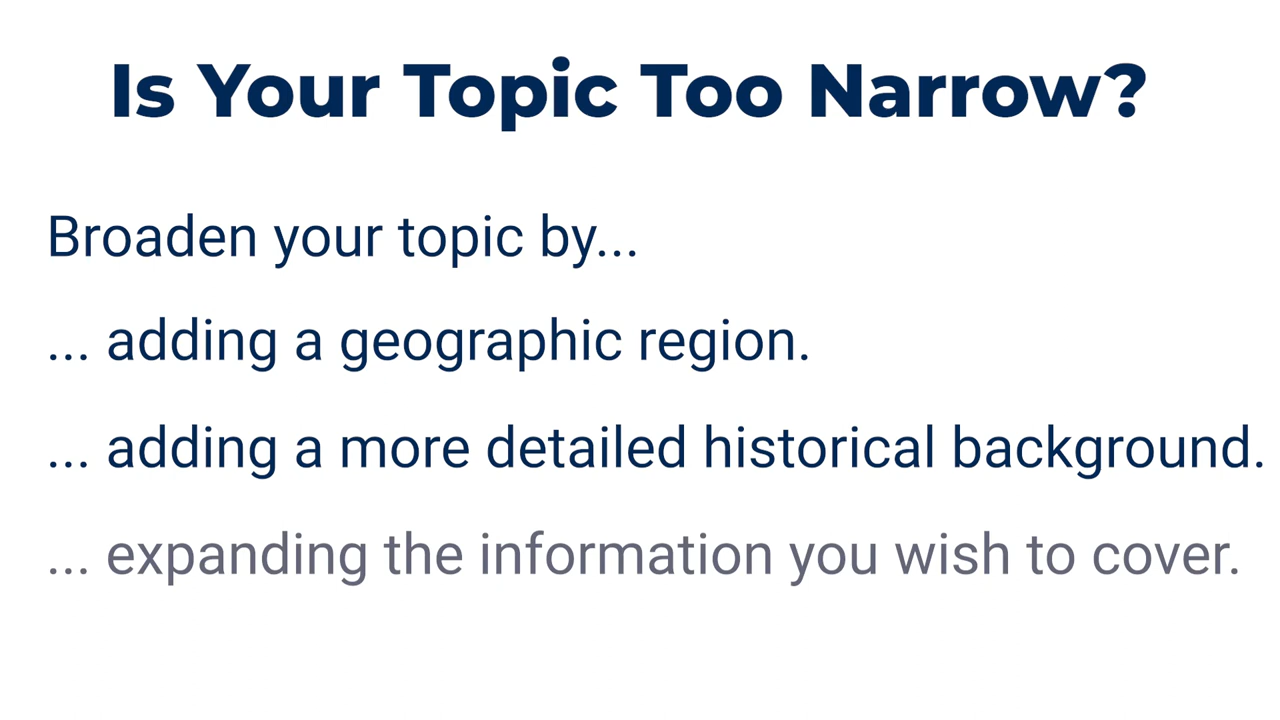 Is Your Topic Too Narrow?
Broaden your topic by...
... adding a geographic region.
... adding a more detailed historical background.
... expanding the information you wish to cover.